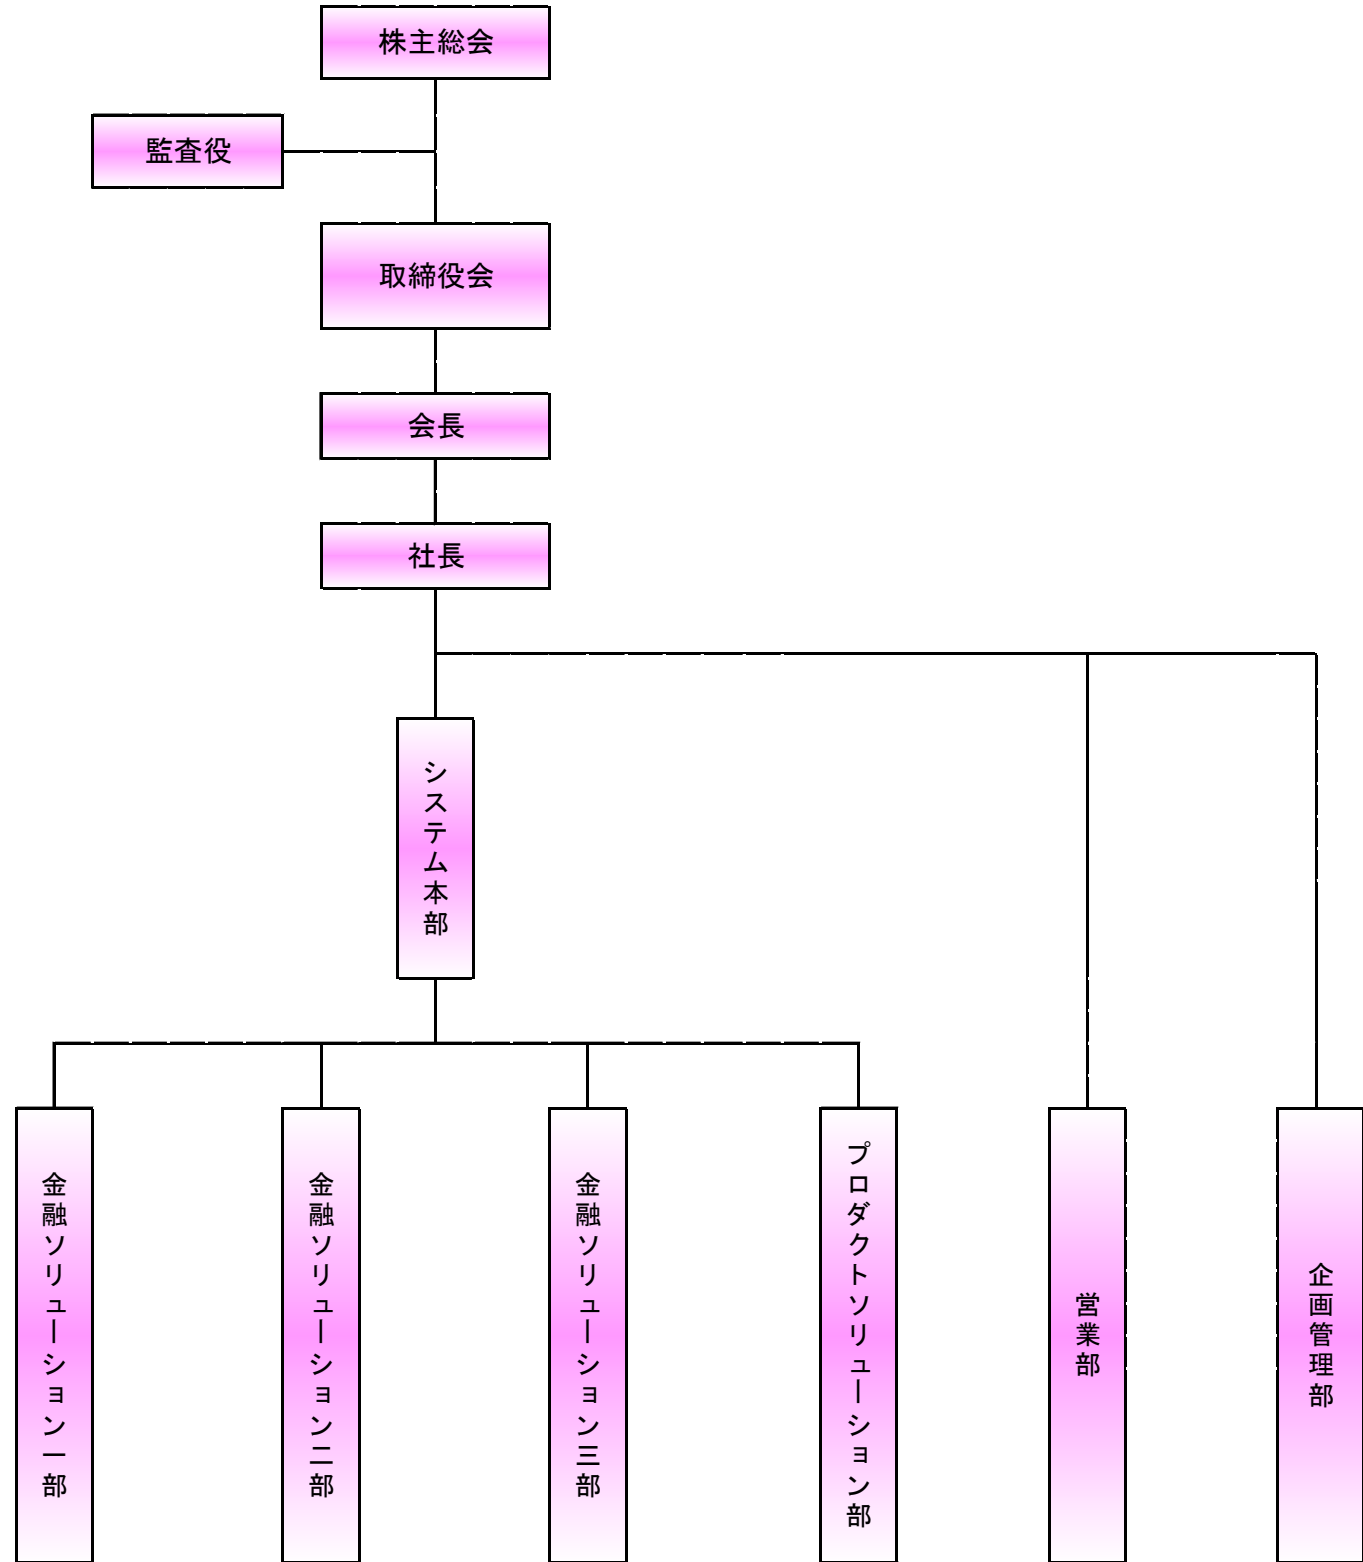 株主総会
監査役
取締役会
会長
社長
システム本部
金融ソリューション一部
金融ソリューション二部
金融ソリューション三部
プロダクトソリューション部
営業部
企画管理部